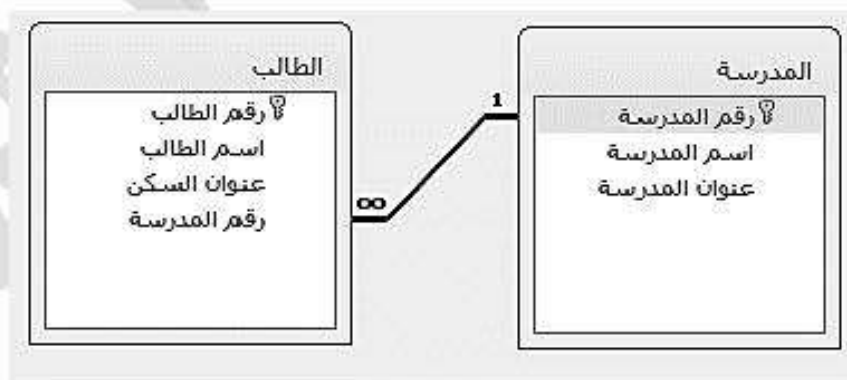 المدرسة
رقم المدرسة
اسم المدرسة
عنوان المدرسة
1
∞
الطالب
رقم الطالب
اسم الطالب
عنوان السكن
رقم المدرسة